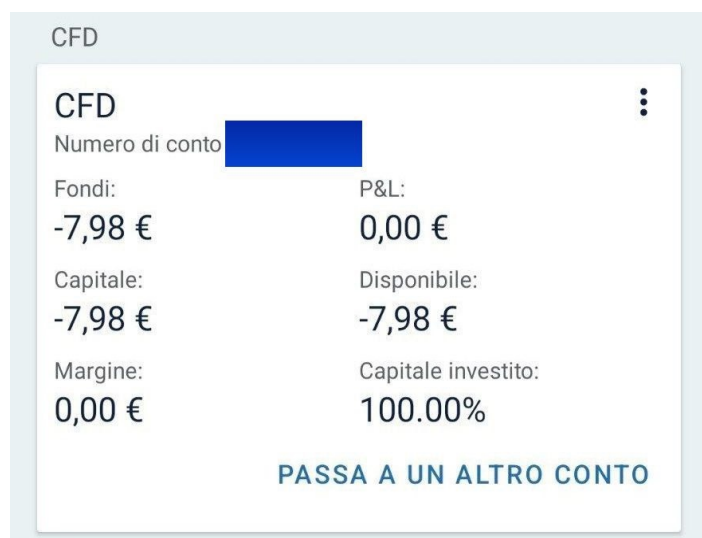 CFD
CFD
Numero di conto
Fondi: P&L:
-7,98 € 0,00 €
Capitale: Disponibile:
-7,98 € -7,98 €
Margine: Capitale investito:
0,00 € 100.00%
PASSA A UN ALTRO CONTO